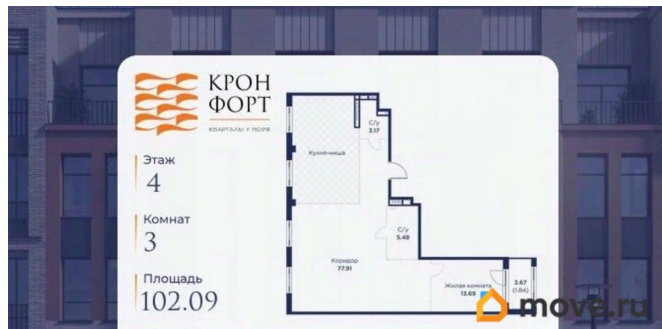 КРОН
ФОРТ
КВАРТАЛЫ У МОРЯ
Этаж
4
Комнат
3
Площадь
102.09
С/у
3.17
Кухня-ниша
С/у
5.48
Коридор
77.91
Жилая комната
13.69
3.67
(1.84)
move.ru